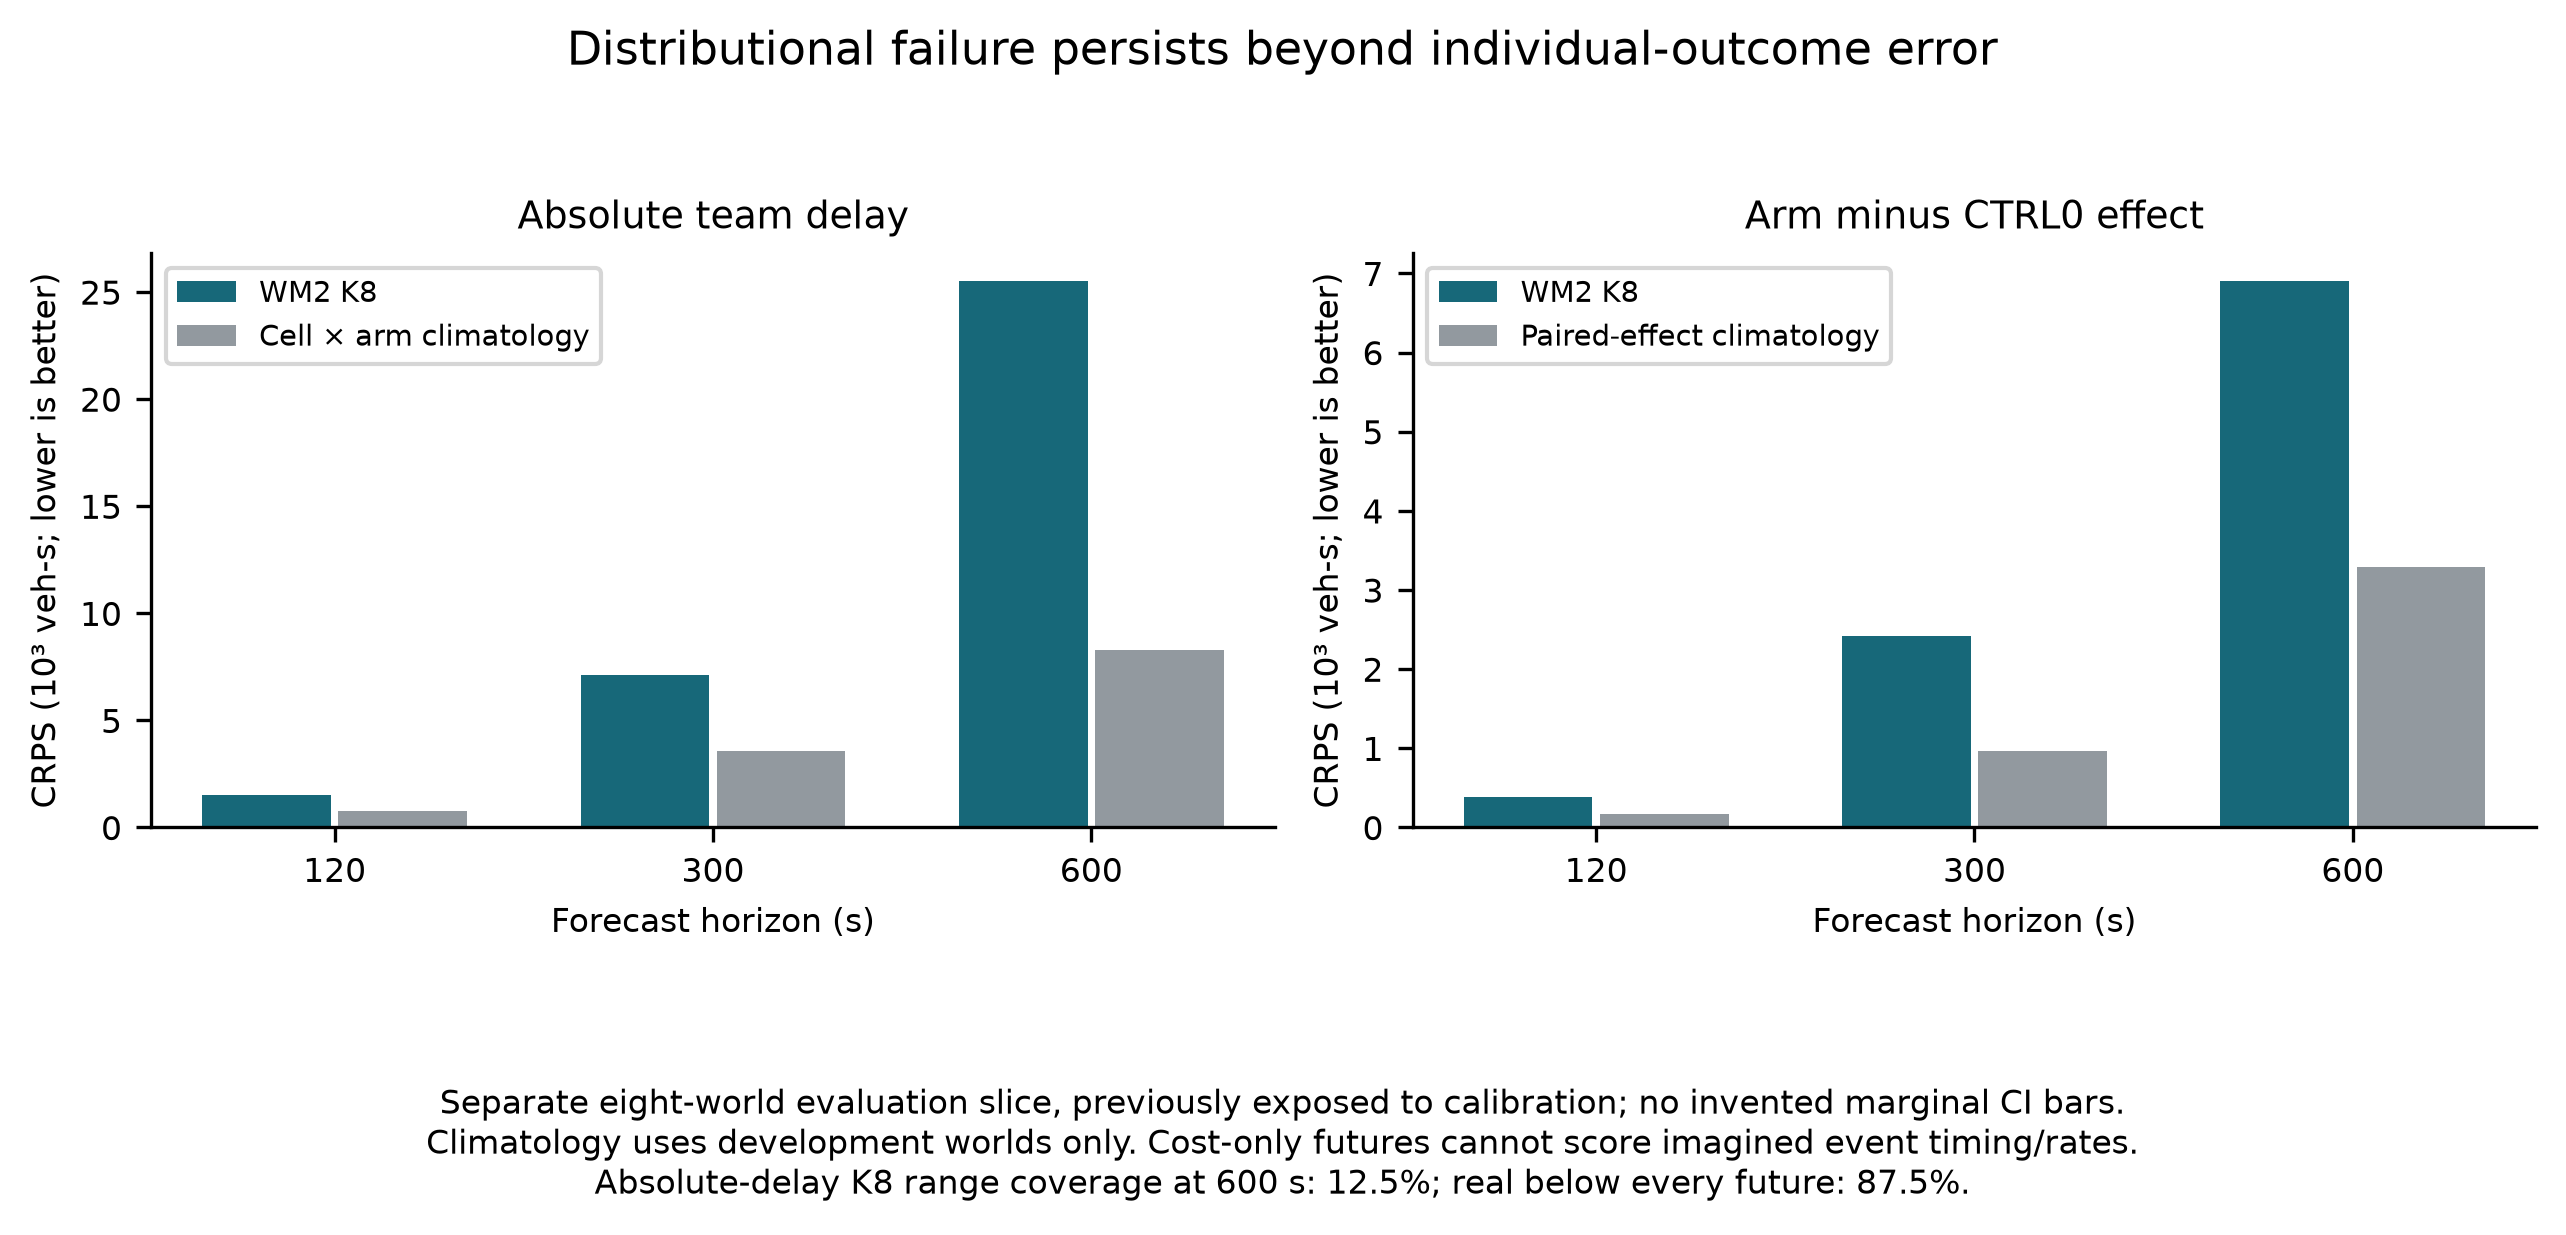 Distributional failure persists beyond individual-outcome error
Absolute team delay
CRPS (10³ veh-s; lower is better)
25
20
15
10
5
0
WM2 K8
Cell × arm climatology
120
300
600
Forecast horizon (s)
Arm minus CTRL0 effect
CRPS (10³ veh-s; lower is better)
7
6
5
4
3
2
1
0
WM2 K8
Paired-effect climatology
120
300
600
Forecast horizon (s)
Separate eight-world evaluation slice, previously exposed to calibration; no invented marginal CI bars.
Climatology uses development worlds only. Cost-only futures cannot score imagined event timing/rates.
Absolute-delay K8 range coverage at 600 s: 12.5%; real below every future: 87.5%.